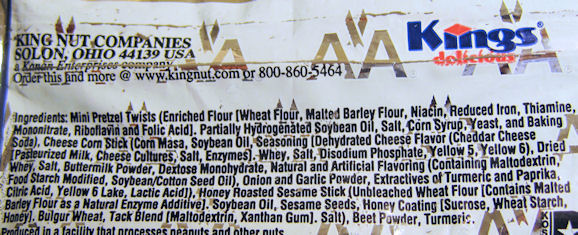 KING NUT COMPANIES
SOLON, OHIO 44139 USA
a Kanan Enterprises company
Order this and more @ www.kingnut.com or 800-860-5464
Kings
delicious
AA
AA
AA
Ingredients: Mini Pretzel Twists (Enriched Flour [Wheat Flour, Malted Barley Flour, Niacin, Reduced Iron, Thiamine,
Mononitrate, Riboflavin and Folic Acid]. Partially Hydrogenated Soybean Oil, Salt, Corn Syrup, Yeast, and Baking
Soda), Cheese Corn Stick (Corn Masa, Soybean Oil, Seasoning (Dehydrated Cheese Flavor (Cheddar Cheese
[Pasteurized Milk, Cheese Cultures, Salt, Enzymes]. Whey, Salt, Disodium Phosphate, Yellow 5, Yellow 6), Dried
Whey, Salt, Buttermilk Powder, Dextose Monohydrate, Natural and Artificial Flavoring (Containing Maltodextrin,
Food Starch Modified, Soybean/Cotton Seed Oil), Onion and Garlic Powder, Extractives of Turmeric and Paprika,
Citric Acid, Yellow 6 Lake, Lactic Acid]), Honey Roasted Sesame Stick (Unbleached Wheat Flour [Contains Malted
Barley Flour as a Natural Enzyme Additive]. Soybean Oil, Sesame Seeds, Honey Coating [Sucrose, Wheat Starch,
Honey]. Bulgur Wheat, Tack Blend [Maltodextrin, Xanthan Gum]. Salt), Beet Powder, Turmeric.
Produced in a facility that processes peanuts and other nuts.